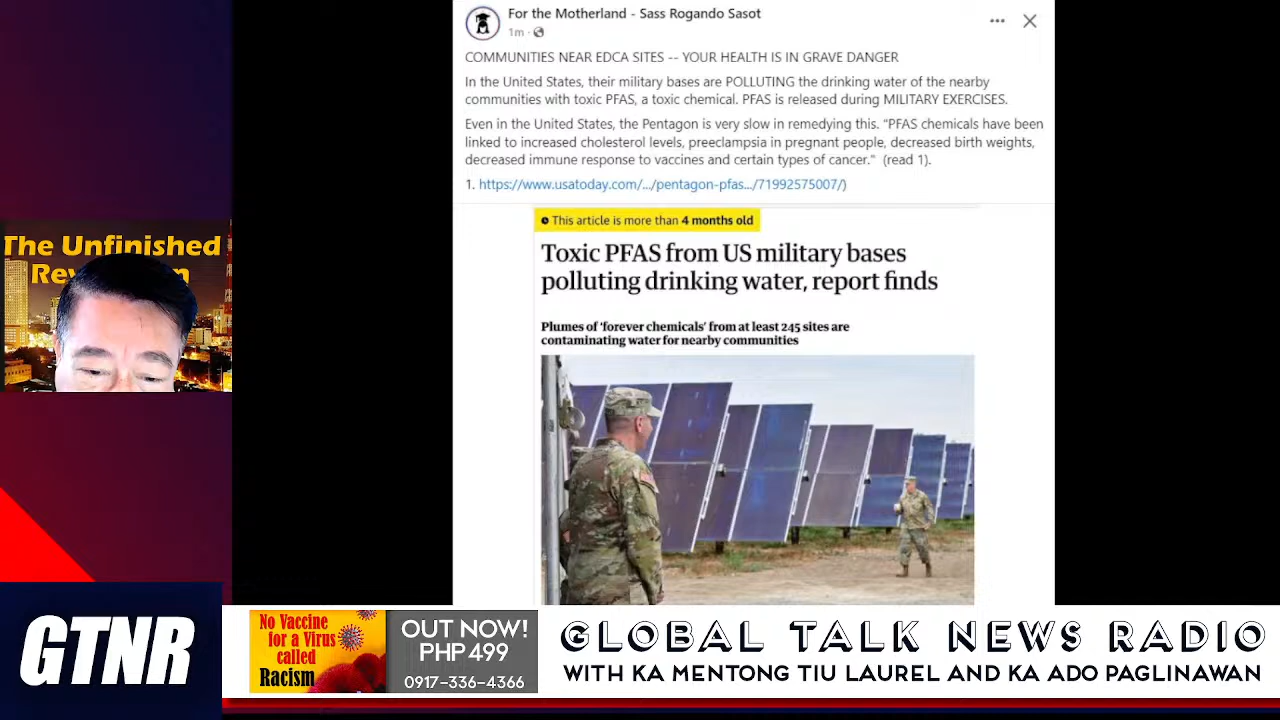 For the Motherland - Sass Rogando Sasot
1m ·
COMMUNITIES NEAR EDCA SITES -- YOUR HEALTH IS IN GRAVE DANGER
In the United States, their military bases are POLLUTING the drinking water of the nearby
communities with toxic PFAS, a toxic chemical. PFAS is released during MILITARY EXERCISES.
Even in the United States, the Pentagon is very slow in remedying this. "PFAS chemicals have been
linked to increased cholesterol levels, preeclampsia in pregnant people, decreased birth weights,
decreased immune response to vaccines and certain types of cancer." (read 1).
1. https://www.usatoday.com/.../pentagon-pfas.../71992575007/)
This article is more than 4 months old
Toxic PFAS from US military bases
polluting drinking water, report finds
Plumes of 'forever chemicals' from at least 245 sites are
contaminating water for nearby communities
The Unfinished
GTNR
No Vaccine
for a Virus
called
Racism
OUT NOW!
PHP 499
0917-336-4366
GLOBAL TALK NEWS RADIO
WITH KA MENTONG TIU LAUREL AND KA ADO PAGLINAWAN